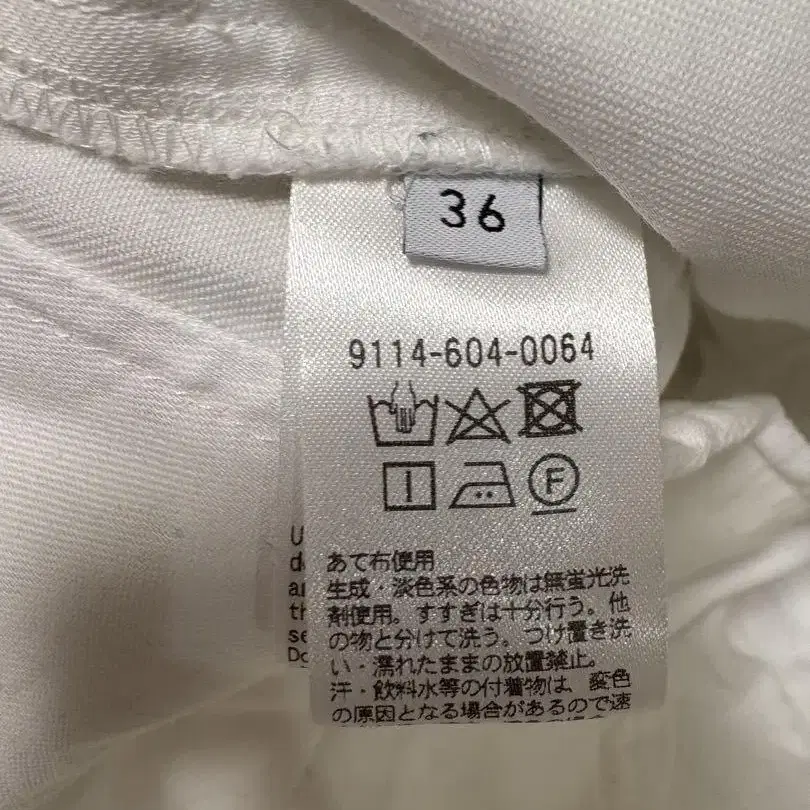 36
9114-604-0064
F
あて布使用
生成・淡色系の色物は無蛍光洗
剤使用。すすぎは十分行う。他
の物と分けて洗う。つけ置き洗
い・濡れたままの放置禁止。
汗・飲料水等の付着物は、変色
の原因となる場合があるので速
U
d
ar
th
se
Do